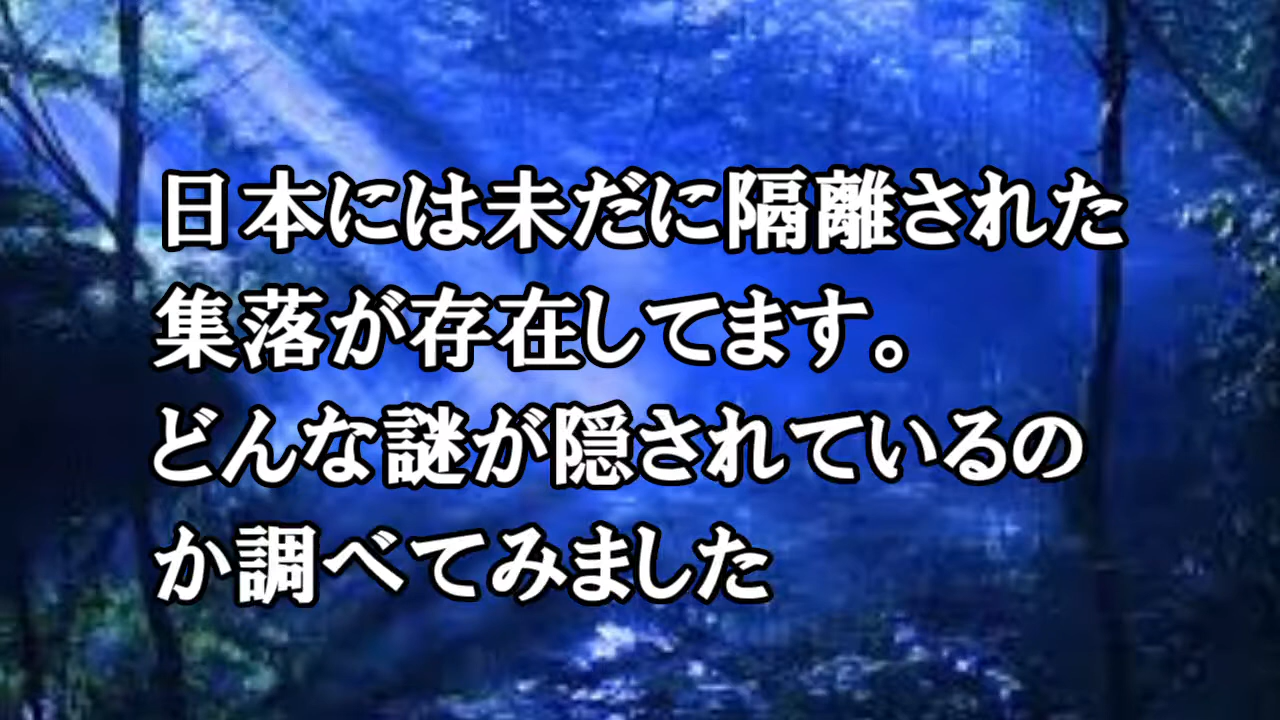 日本には未だに隔離された
集落が存在してます。
どんな謎が隠されているの
か調べてみました